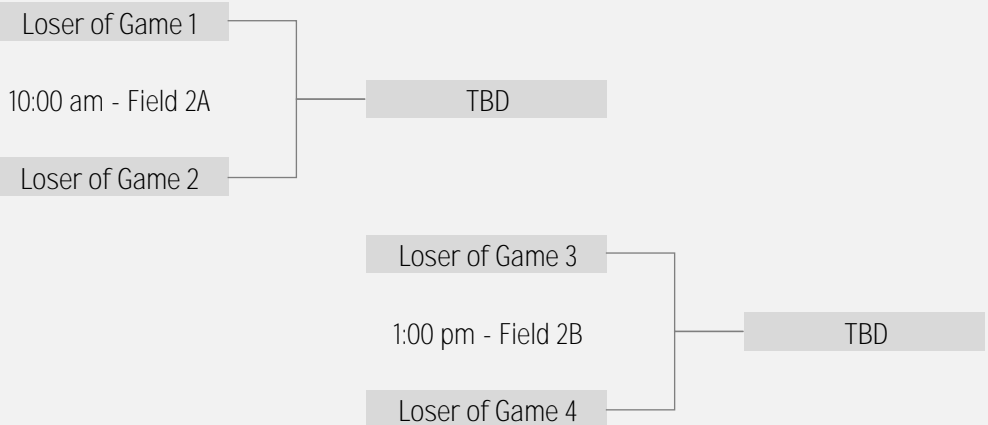 Loser of Game 1
10:00 am - Field 2A
TBD
Loser of Game 2
Loser of Game 3
1:00 pm - Field 2B
TBD
Loser of Game 4